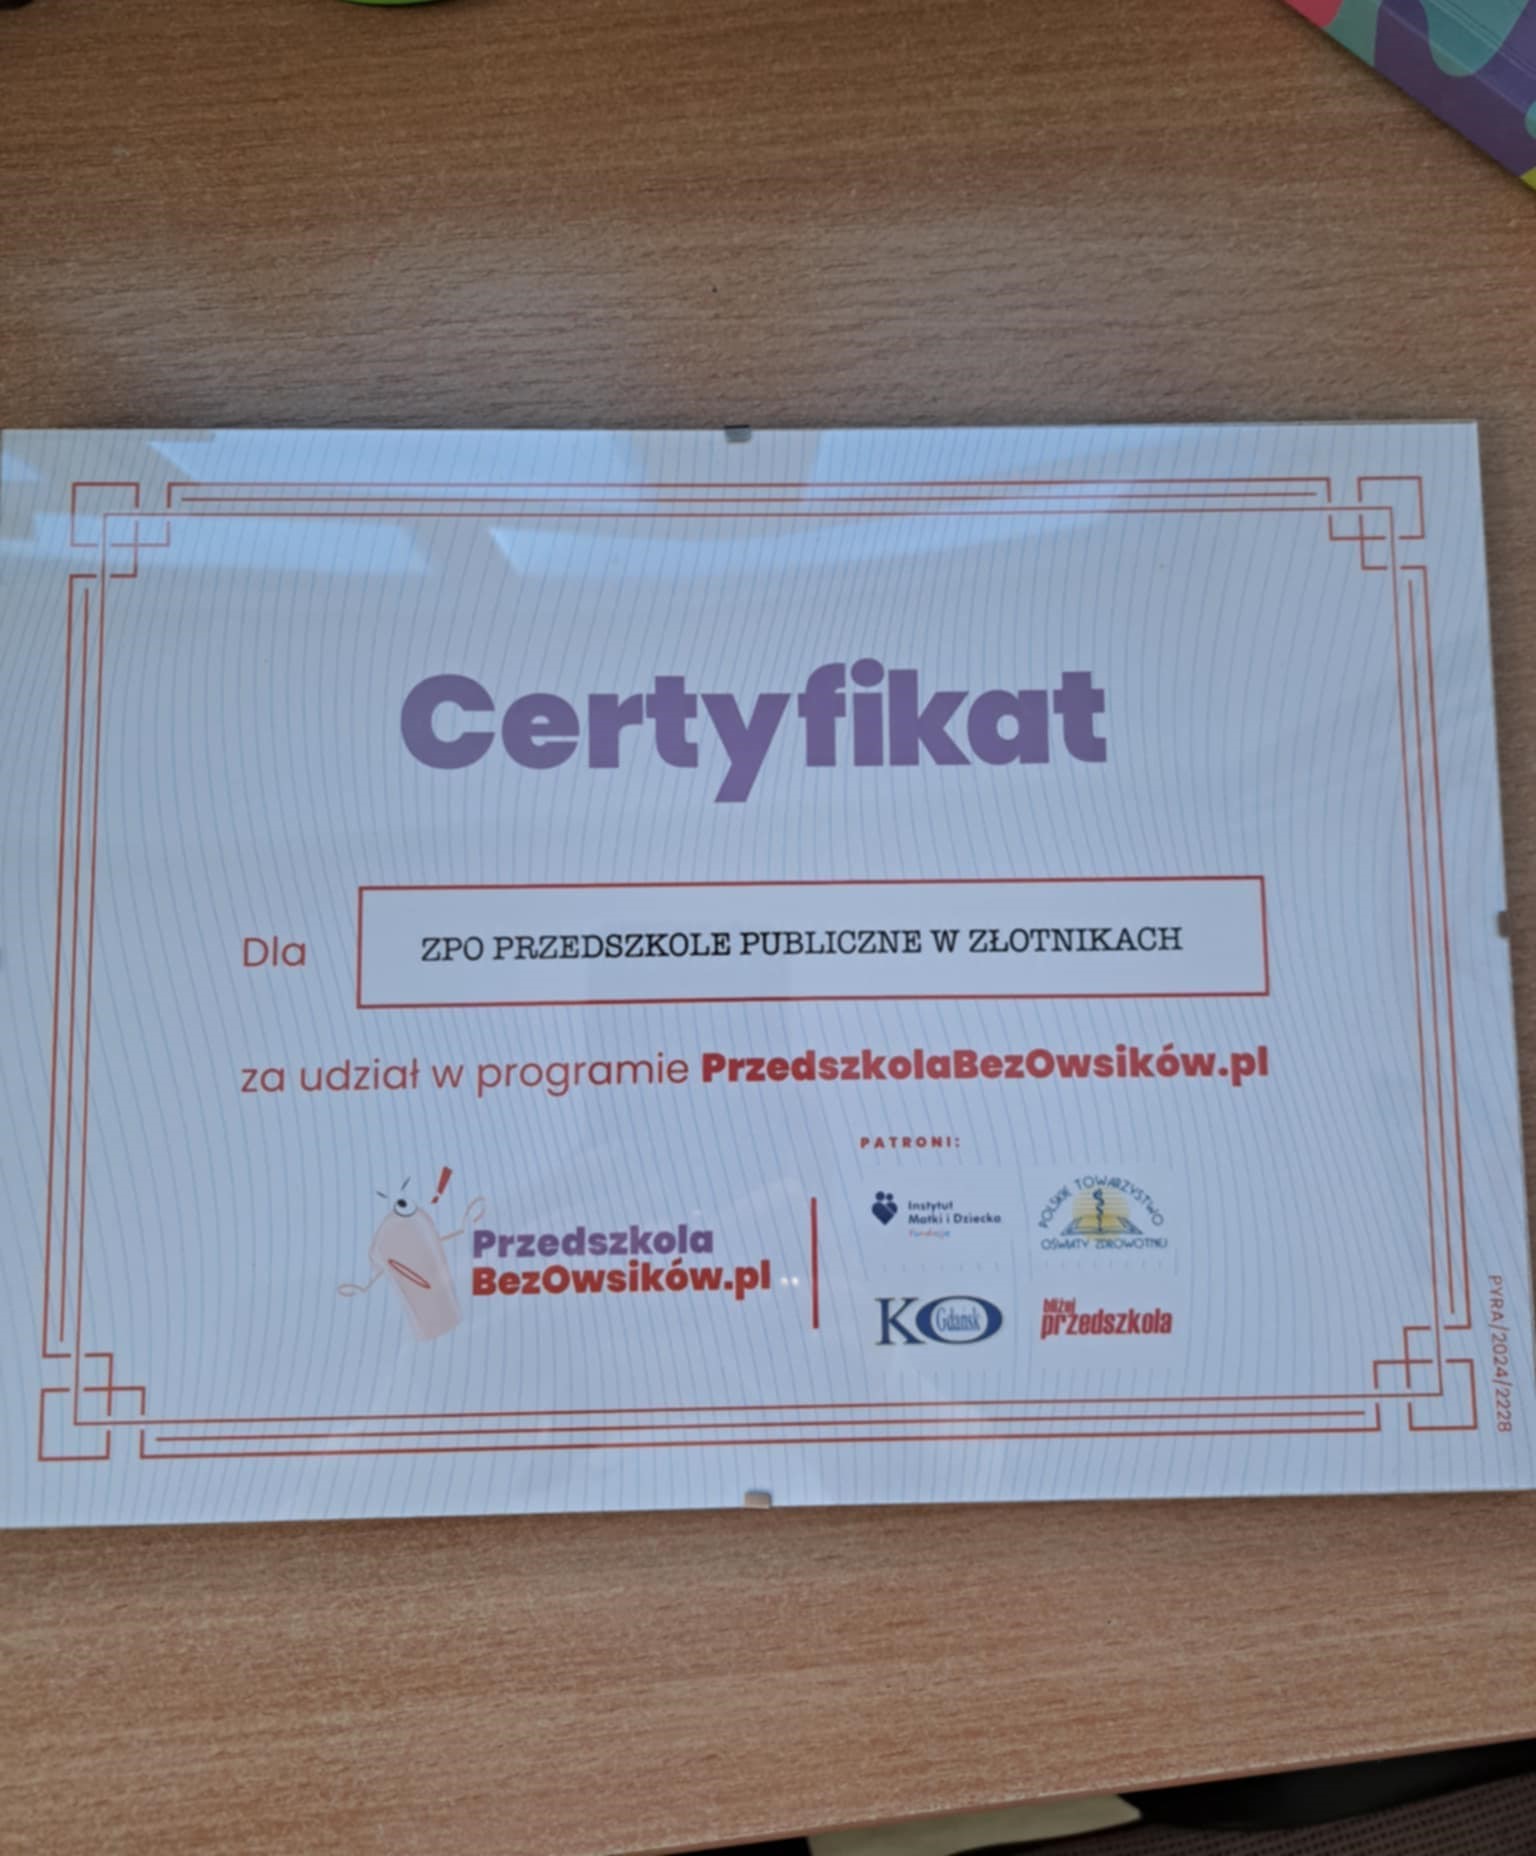 Certyfikat
Dla
ZPO PRZEDSZKOLE PUBLICZNE W ZŁOTNIKACH
za udział w programie PrzedszkolaBezOwsików.pl
PATRONI:
!
Przedszkola
BezOwsików.pl
Instytut
Matki i Dziecka
fundacja
POLSKIE TOWARZYSTWO
OŚWIATY ZDROWOTNEJ
KO Gdańsk
bliżej
przedszkola
PYRA/2024/2228